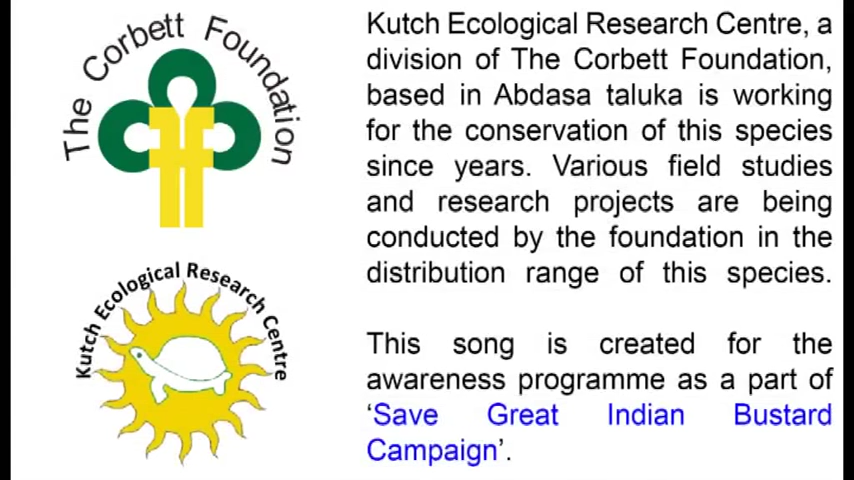 The Corbett Foundation
Kutch Ecological Research Centre
Kutch Ecological Research Centre, a
division of The Corbett Foundation,
based in Abdasa taluka is working
for the conservation of this species
since years. Various field studies
and research projects are being
conducted by the foundation in the
distribution range of this species.
This song is created for the
awareness programme as a part of
‘Save Great Indian Bustard
Campaign’.